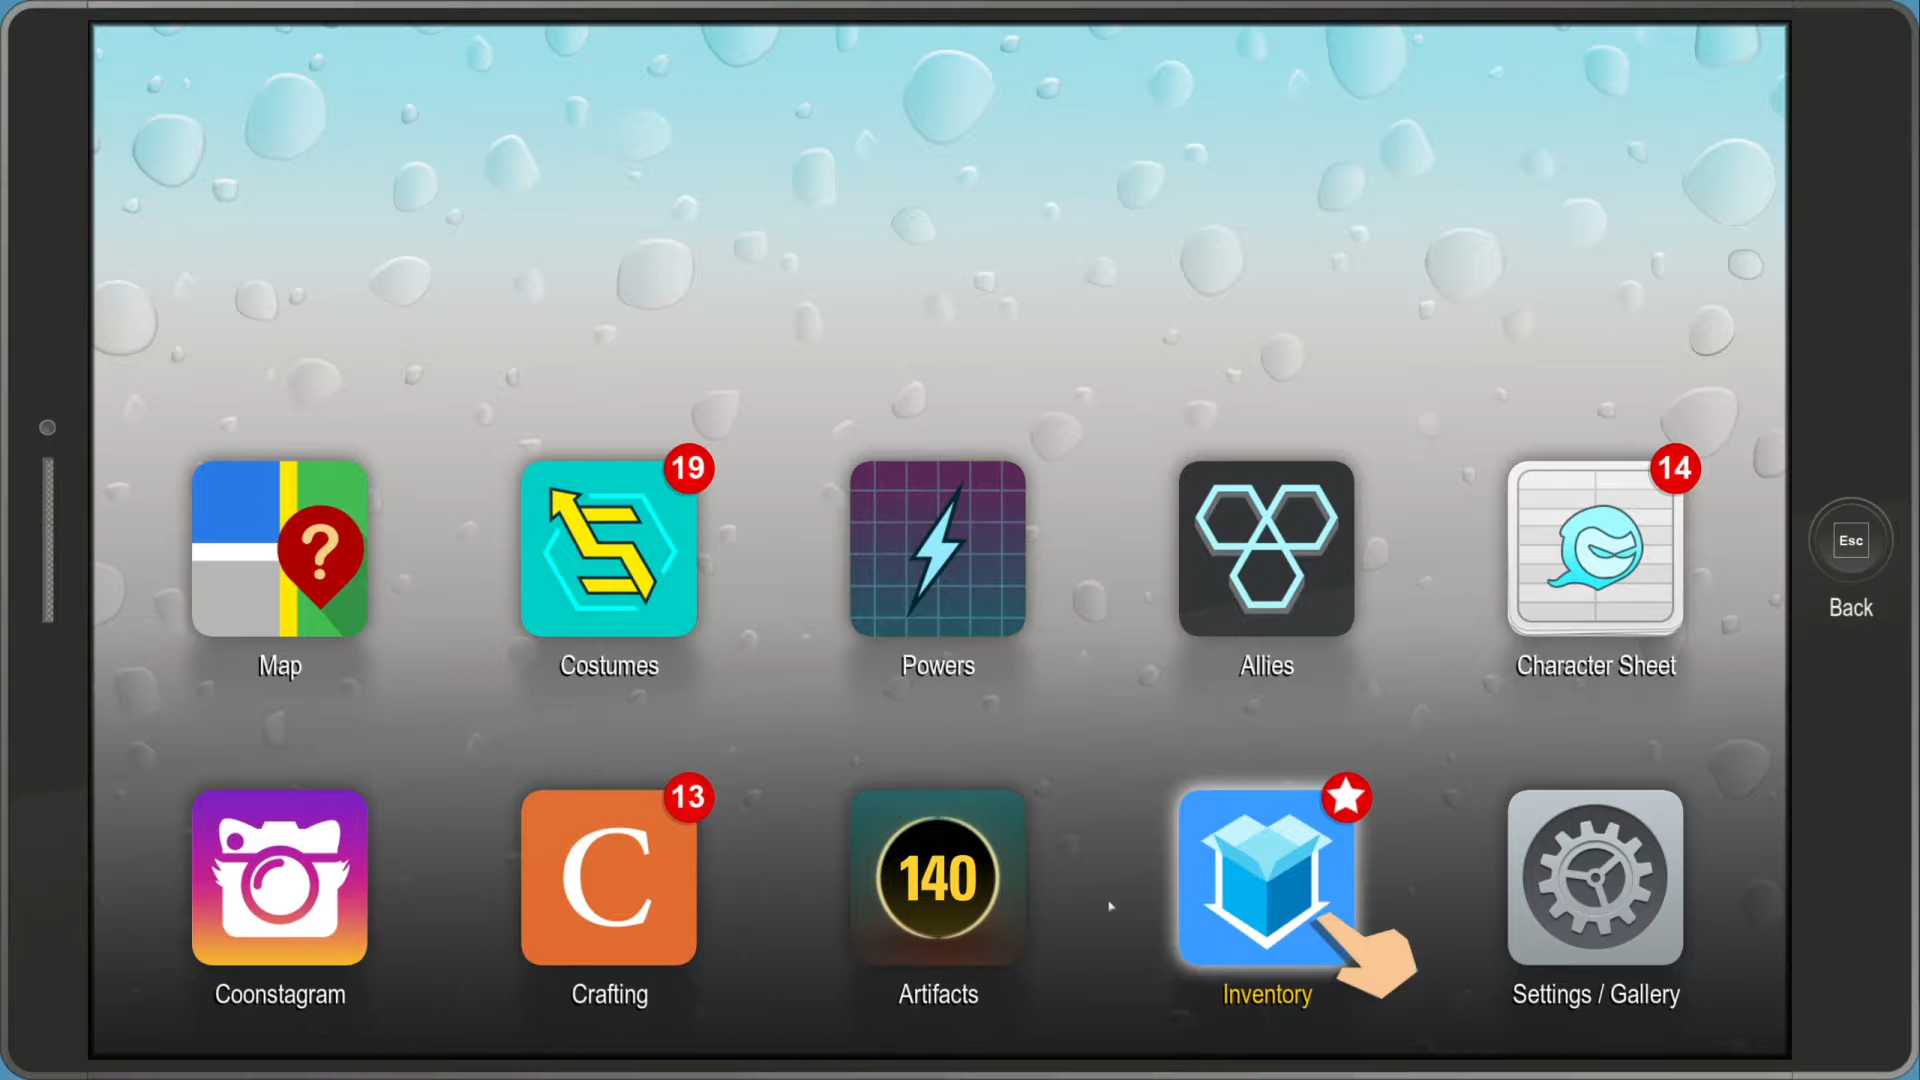 19
14
?
Esc
Back
Map
Costumes
Powers
Allies
Character Sheet
13
C
140
Coonstagram
Crafting
Artifacts
Inventory
Settings / Gallery